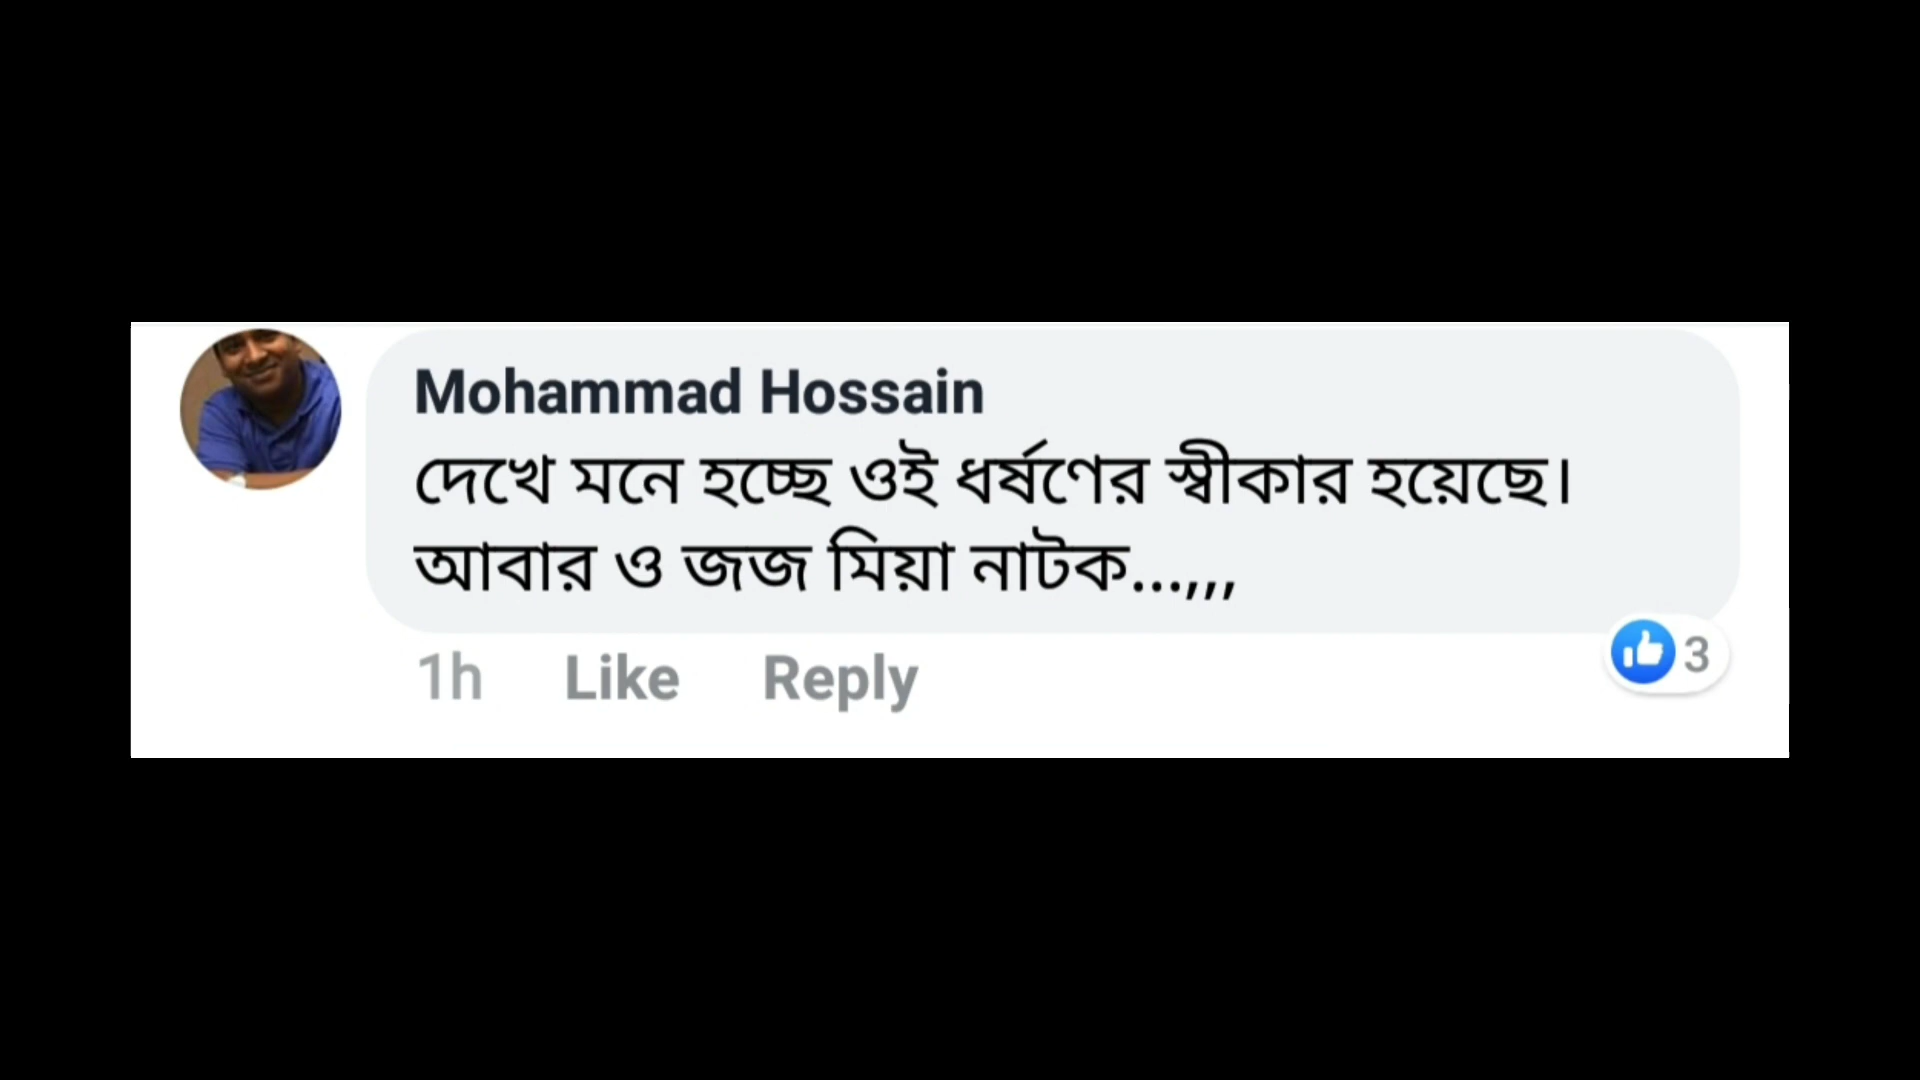 Mohammad Hossain
দেখে মনে হচ্ছে ওই ধর্ষণের স্বীকার হয়েছে।
আবার ও জজ মিয়া নাটক...,,,
1h Like Reply 3